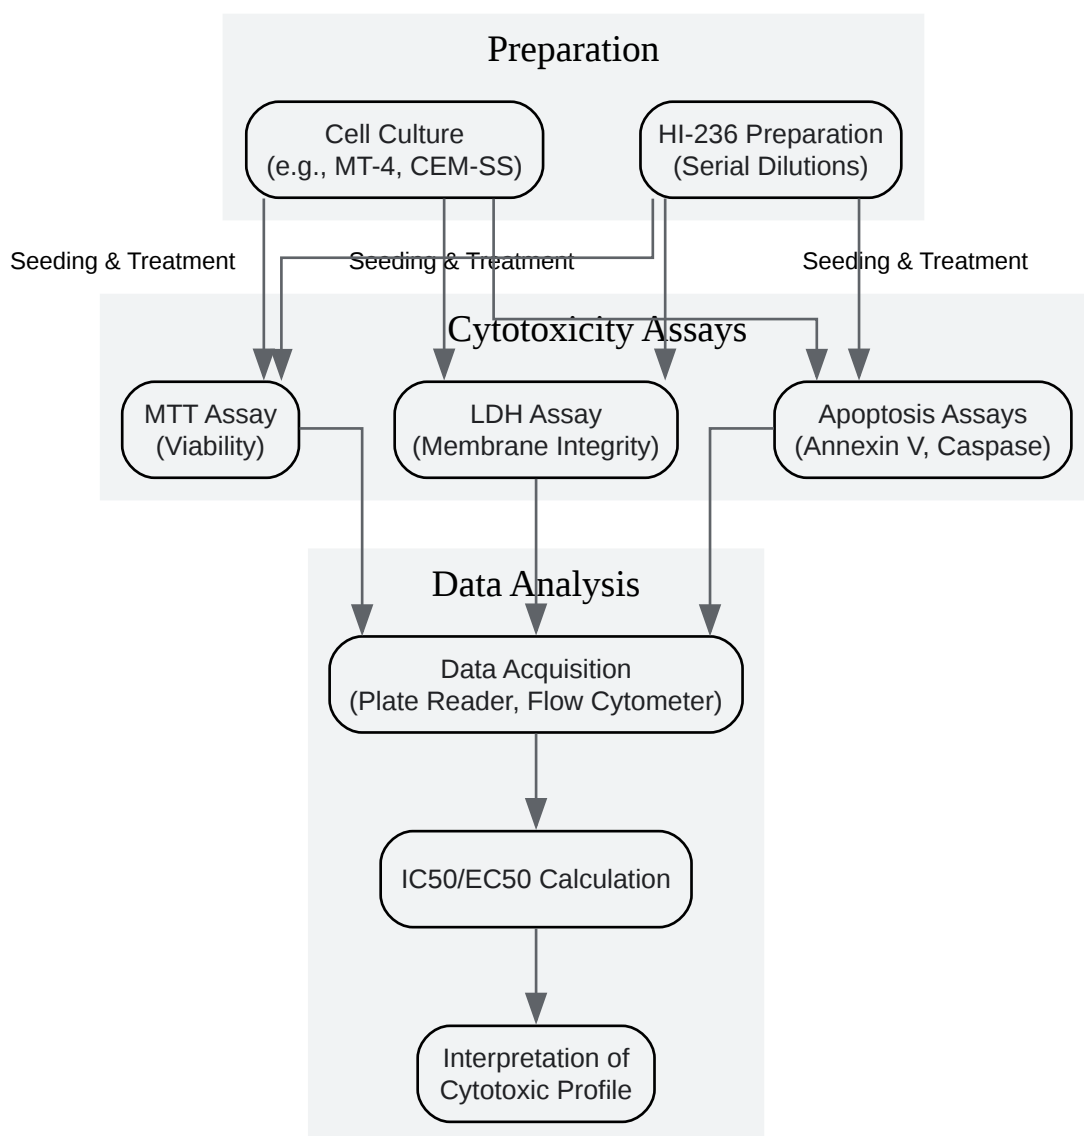 Preparation
Cell Culture
(e.g., MT-4, CEM-SS)
HI-236 Preparation
(Serial Dilutions)
Seeding & Treatment
Seeding & Treatment
Seeding & Treatment
Cytotoxicity Assays
MTT Assay
(Viability)
LDH Assay
(Membrane Integrity)
Apoptosis Assays
(Annexin V, Caspase)
Data Analysis
Data Acquisition
(Plate Reader, Flow Cytometer)
IC50/EC50 Calculation
Interpretation of
Cytotoxic Profile